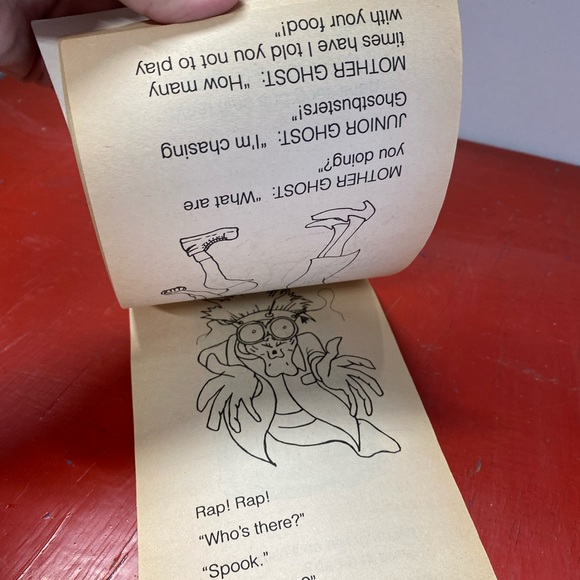 MOTHER GHOST: "What are
you doing?"
JUNIOR GHOST: "I'm chasing
Ghostbusters!"
MOTHER GHOST: "How many
times have I told you not to play
with your food!"
Rap! Rap!
"Who's there?"
"Spook."